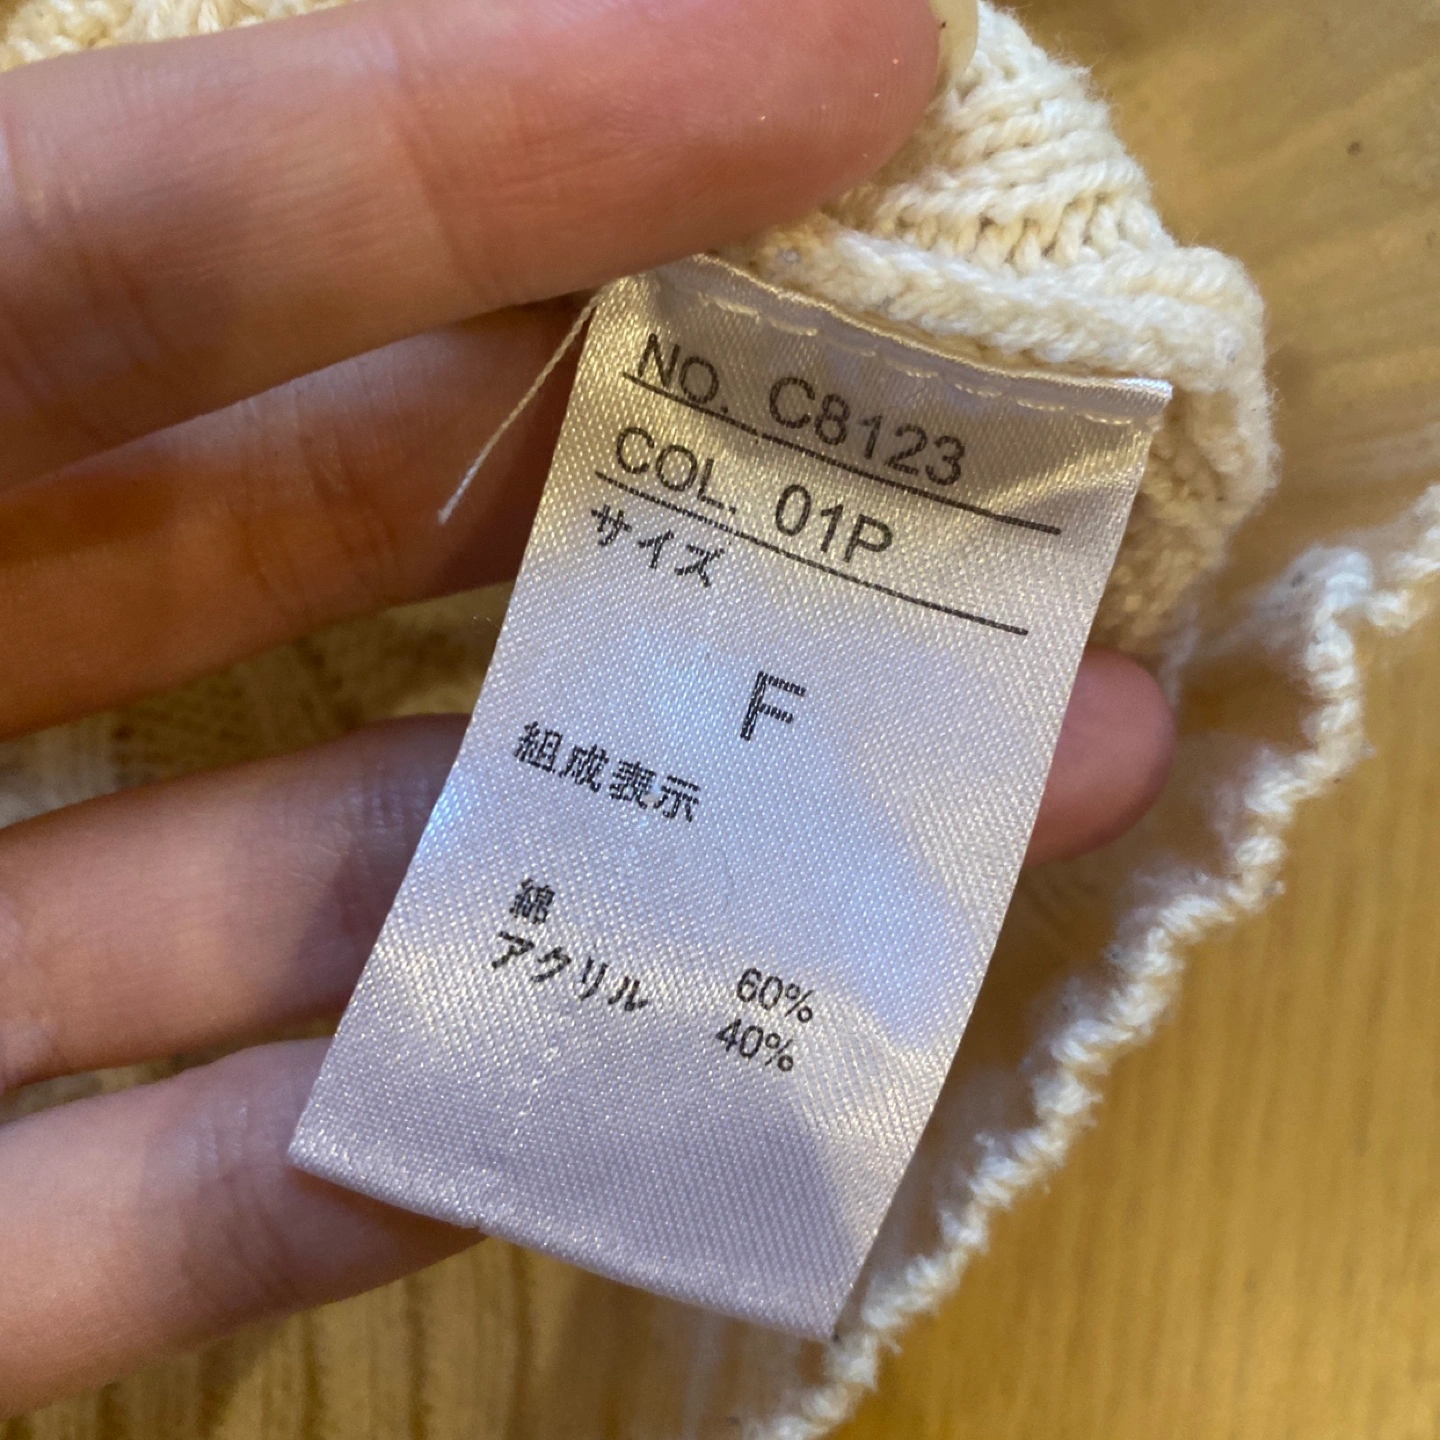 NO. C8123
COL. 01P
サイズ
F
組成表示
綿 60%
アクリル 40%